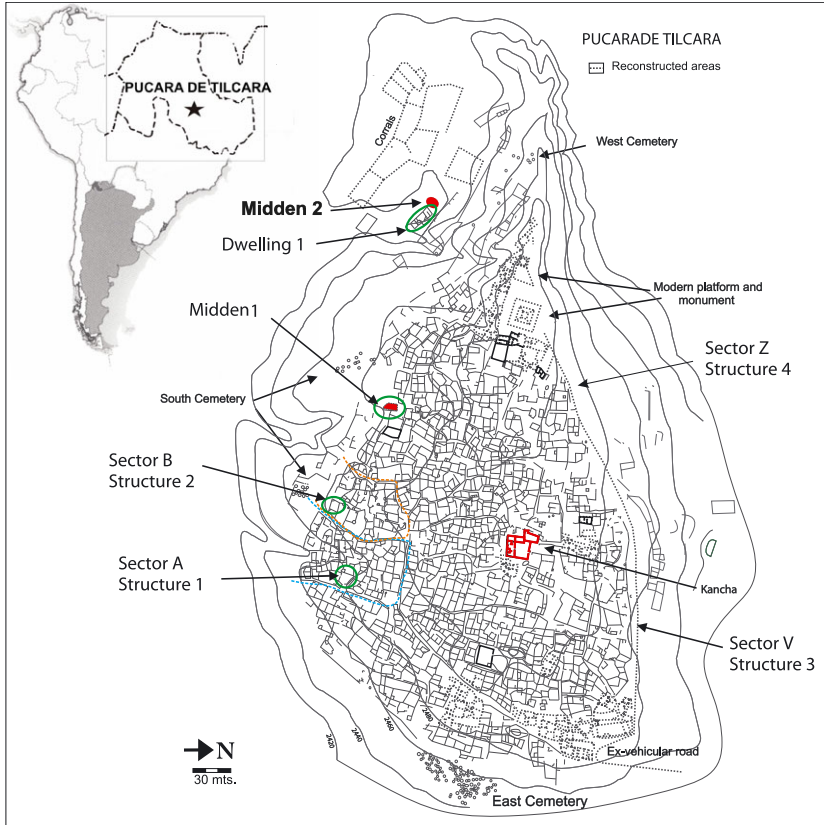 PUCARA DE TILCARA
PUCARADE TILCARA
Reconstructed areas
Corrals
West Cemetery
Midden 2
Dwelling 1
Modern platform and
monument
Midden1
Sector Z
Structure 4
South Cemetery
Sector B
Structure 2
Sector A
Structure 1
Kancha
Sector V
Structure 3
2420
2440
2460
2480
N
30 mts.
Ex-vehicular road
East Cemetery